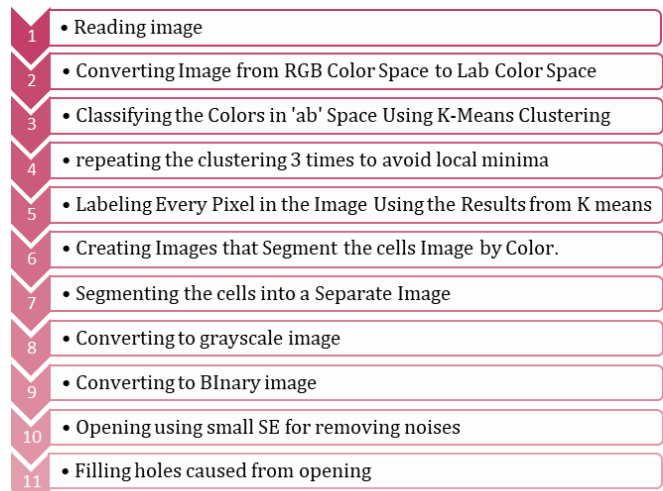 1 • Reading image
2 • Converting Image from RGB Color Space to Lab Color Space
3 • Classifying the Colors in 'ab' Space Using K-Means Clustering
4 • repeating the clustering 3 times to avoid local minima
5 • Labeling Every Pixel in the Image Using the Results from K means
6 • Creating Images that Segment the cells Image by Color.
7 • Segmenting the cells into a Separate Image
8 • Converting to grayscale image
9 • Converting to BInary image
10 • Opening using small SE for removing noises
11 • Filling holes caused from opening